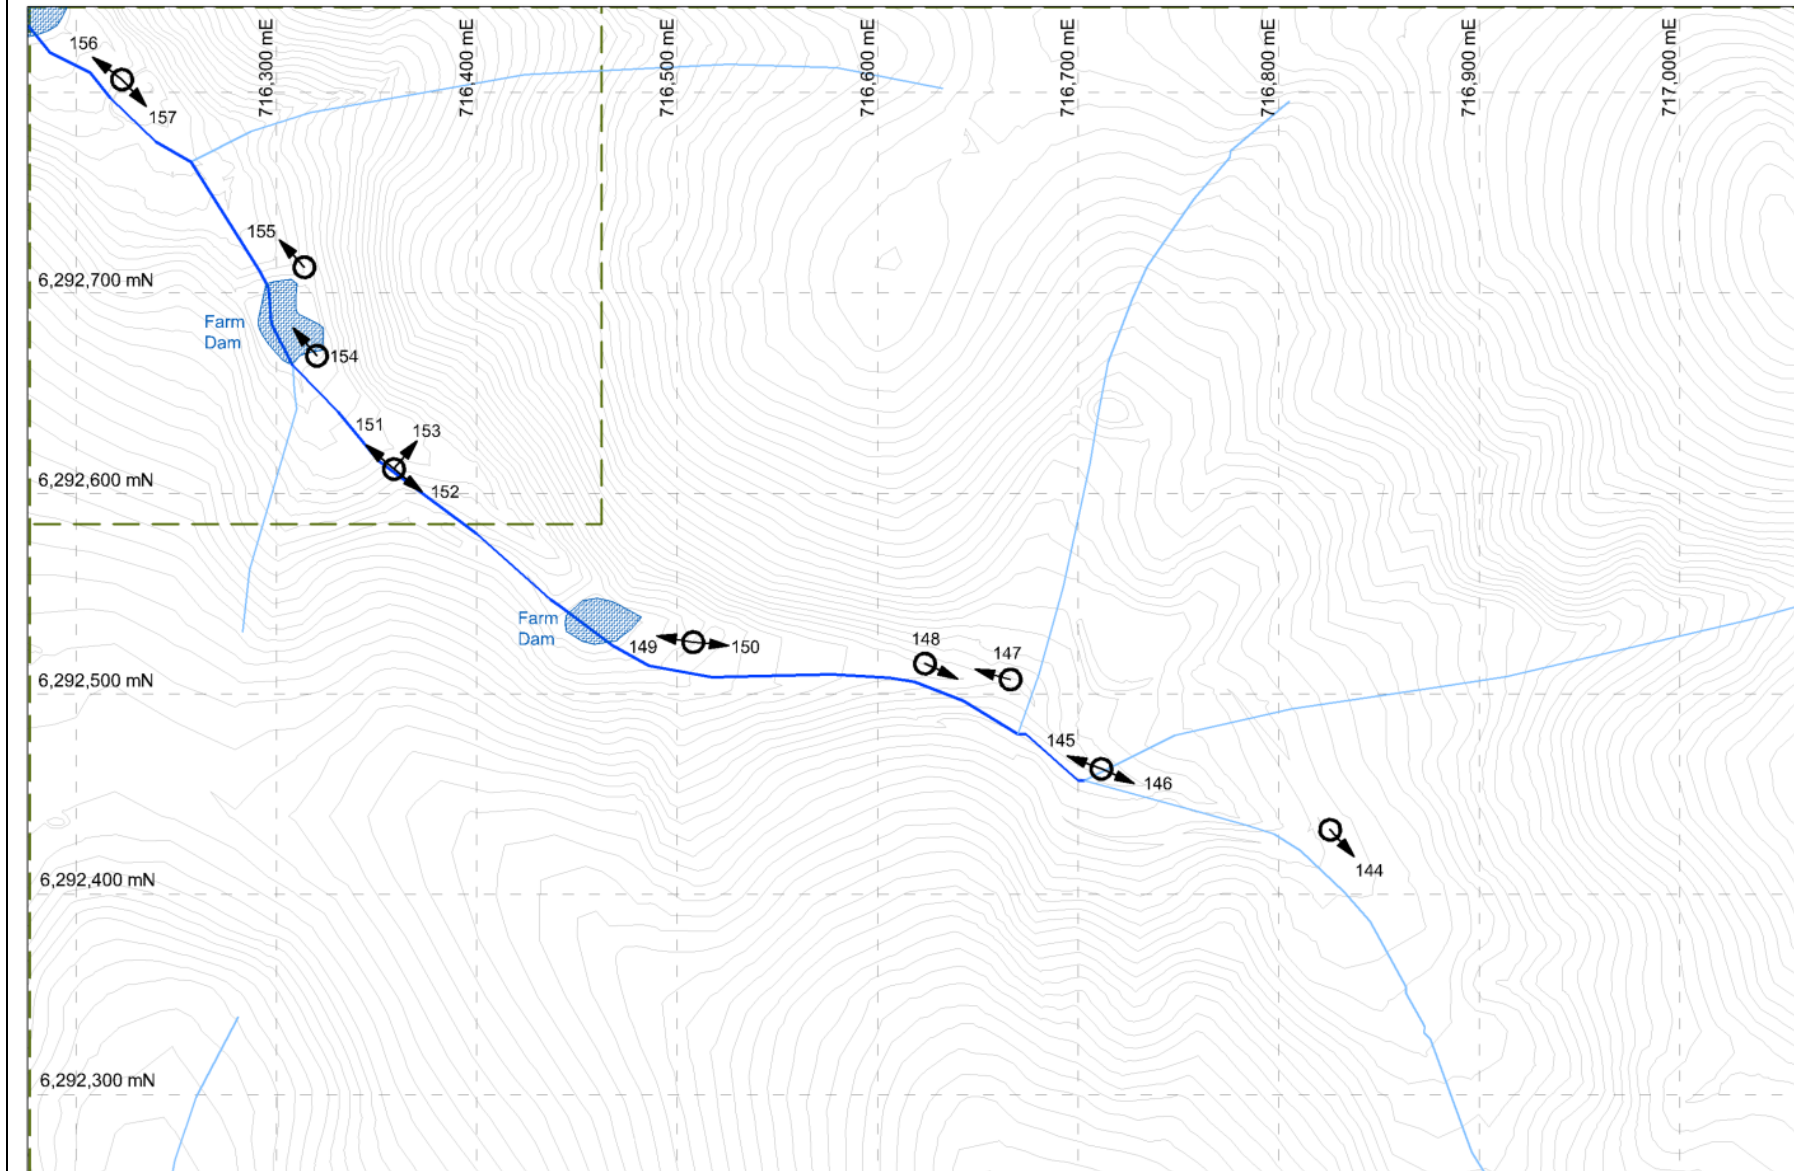 716,300 mE
716,400 mE
716,500 mE
716,600 mE
716,700 mE
716,800 mE
716,900 mE
717,000 mE
156
157
155
6,292,700 mN
Farm
Dam
154
151
153
6,292,600 mN
152
Farm
Dam
149
150
148
147
6,292,500 mN
145
146
144
6,292,400 mN
6,292,300 mN